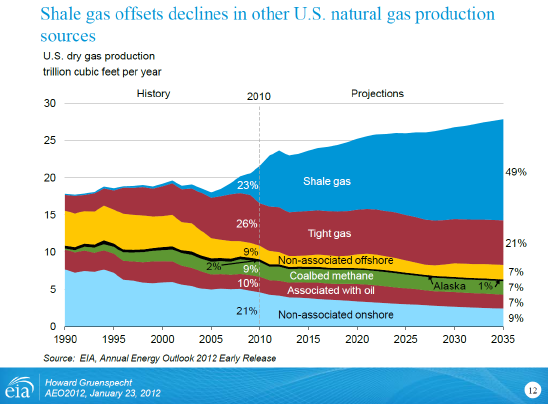 Shale gas offsets declines in other U.S. natural gas production
sources
U.S. dry gas production
trillion cubic feet per year
History
2010
Projections
30
25
20
15
10
5
0
23%
Shale gas
49%
26%
Tight gas
21%
9%
Non-associated offshore
7%
2%
9%
Coalbed methane
Alaska
1%
7%
10%
Associated with oil
7%
21%
Non-associated onshore
9%
1990
1995
2000
2005
2010
2015
2020
2025
2030
2035
Source: EIA, Annual Energy Outlook 2012 Early Release
eia
Howard Gruenspecht
AEO2012, January 23, 2012
12